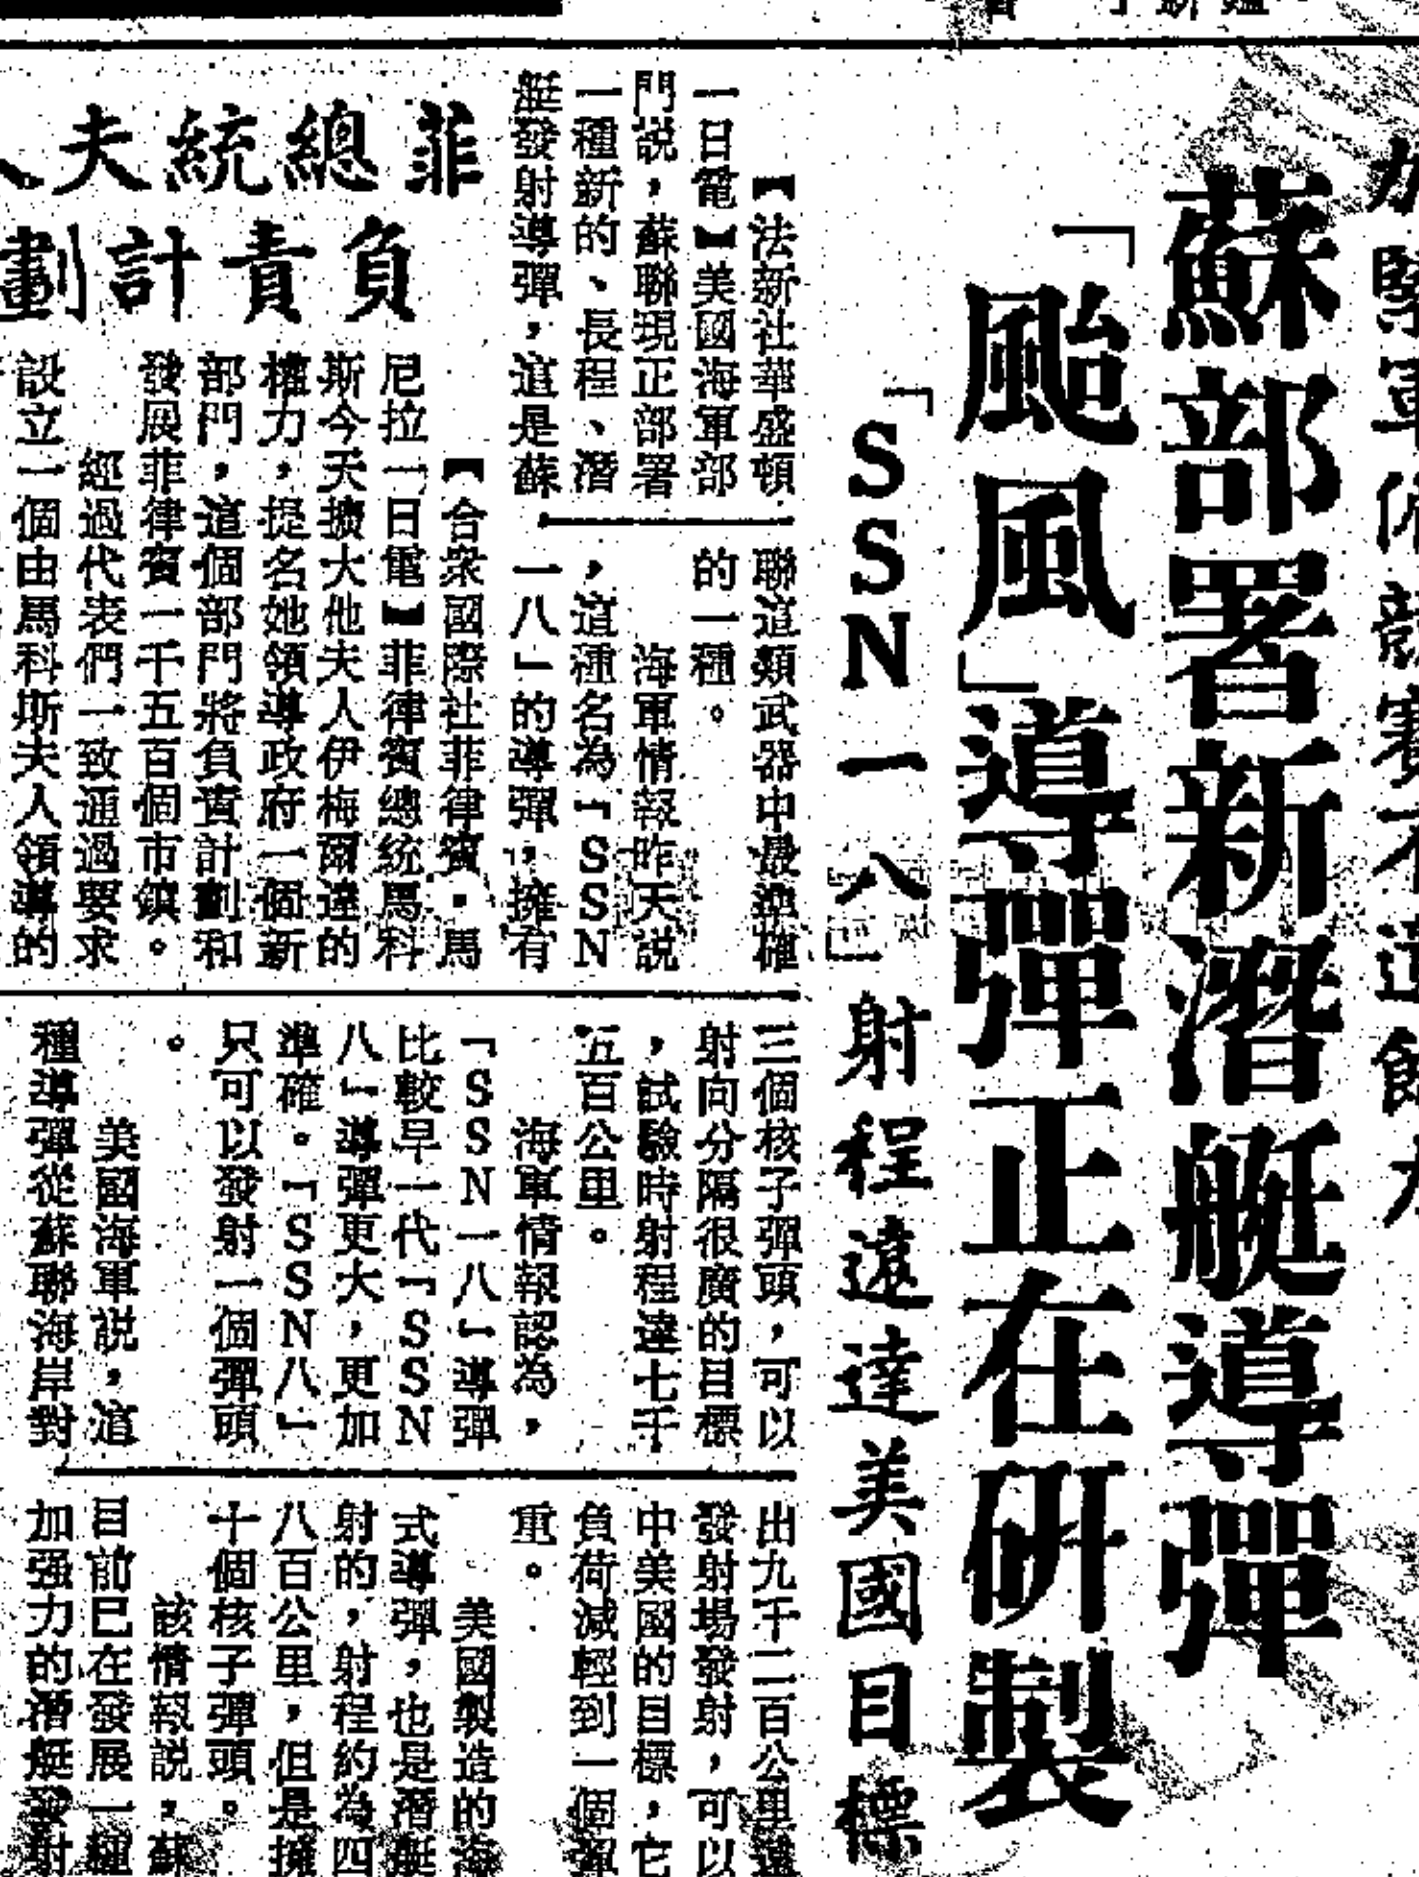 加緊軍備競賽不遺餘力
蘇部署新潛艇導彈
「颱風」導彈正在研製
「SSN一八」射程遠達美國目標
【法新社華盛頓
一日電】美國海軍部
門説，蘇聯現正部署
一種新的、長程、潛
艇發射導彈，這是蘇
聯這類武器中最準確
的一種。
海軍情報昨天説
，這種名為「SSN
一八」的導彈，擁有
三個核子彈頭，可以
射向分隔很廣的目標
，試驗時射程達七千
五百公里。
海軍情報認為，
「SSN一八」導彈
比較早一代「SSN
八」導彈更大，更加
準確。「SSN八」
只可以發射一個彈頭
。
美國海軍説，這
種導彈從蘇聯海岸對
出九千二百公里遠
發射場發射，可以
中美國的目標，它
負荷減輕到一個彈
重。
美國製造的海
式導彈，也是潛艇
射的，射程約為四
八百公里，但是擁
十個核子彈頭。
該情報説，蘇
目前已在發展一種
加强力的潛艇發射
菲總統夫人
負責計劃
【合衆國際社菲律賓·馬
尼拉一日電】菲律賓總統馬科
斯今天擴大他夫人伊梅爾達的
權力，提名她領導政府一個新
部門，這個部門將負責計劃和
發展菲律賓一千五百個市鎮。
經過代表們一致通過要求
設立一個由馬科斯夫人領導的